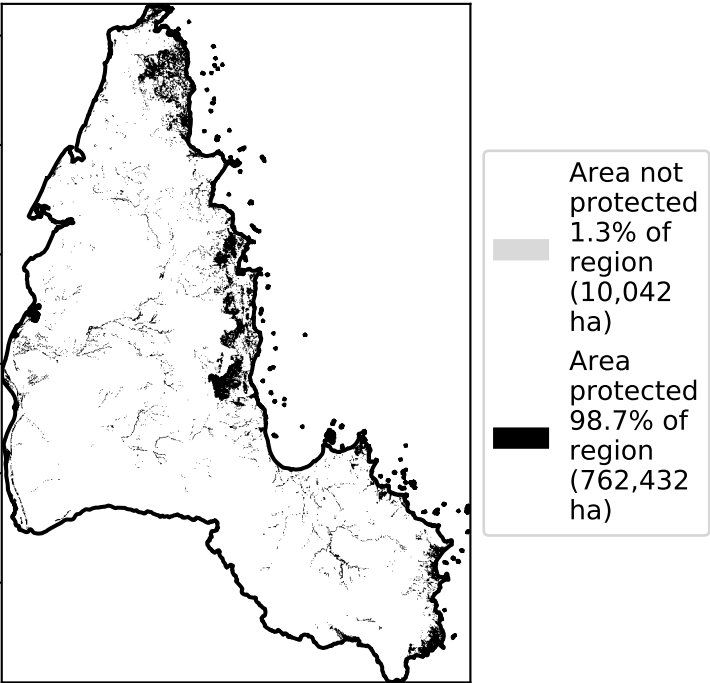 Area not
protected
1.3% of
region
(10,042
ha)
Area
protected
98.7% of
region
(762,432
ha)